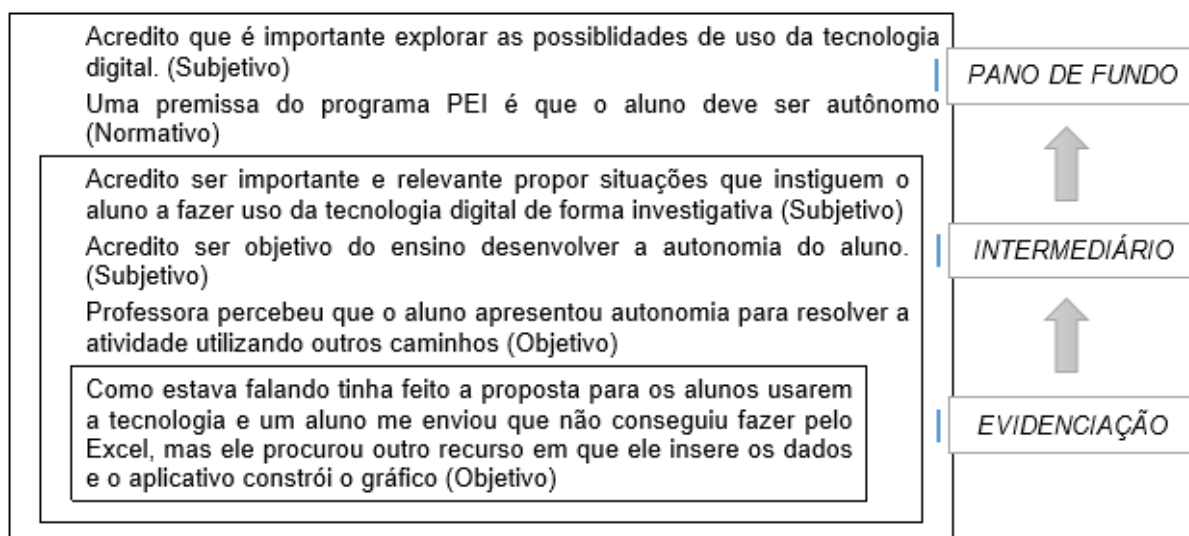 Acredito que é importante explorar as possiblidades de uso da tecnologia
digital. (Subjetivo)
PANO DE FUNDO
Uma premissa do programa PEI é que o aluno deve ser autônomo
(Normativo)
Acredito ser importante e relevante propor situações que instiguem o
aluno a fazer uso da tecnologia digital de forma investigativa (Subjetivo)
Acredito ser objetivo do ensino desenvolver a autonomia do aluno.
(Subjetivo)
INTERMEDIÁRIO
Professora percebeu que o aluno apresentou autonomia para resolver a
atividade utilizando outros caminhos (Objetivo)
Como estava falando tinha feito a proposta para os alunos usarem
a tecnologia e um aluno me enviou que não conseguiu fazer pelo
Excel, mas ele procurou outro recurso em que ele insere os dados
e o aplicativo constrói o gráfico (Objetivo)
EVIDENCIAÇÃO